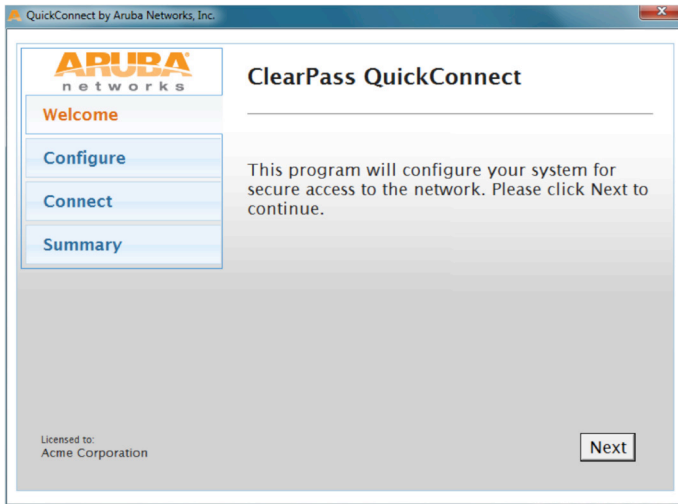 QuickConnect by Aruba Networks, Inc.
ARUBA
networks
Welcome
Configure
Connect
Summary
ClearPass QuickConnect
This program will configure your system for
secure access to the network. Please click Next to
continue.
Licensed to:
Acme Corporation
Next